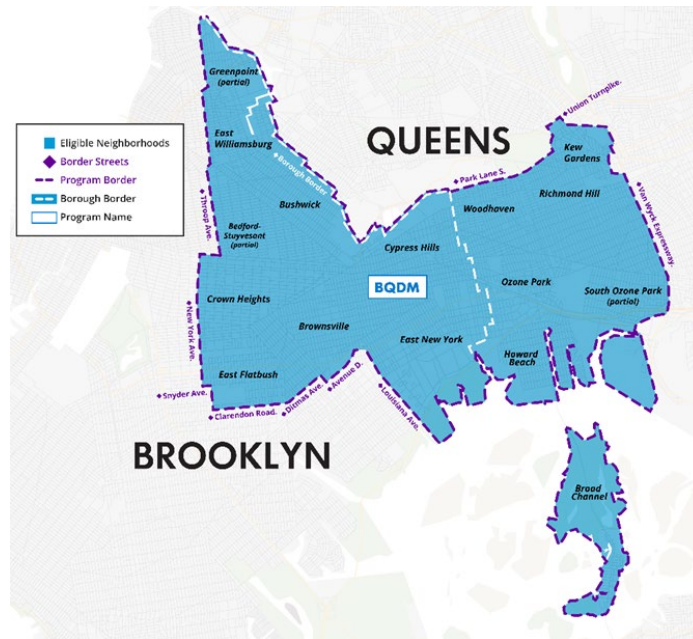 Greenpoint
(partial)
Union Turnpike.
QUEENS
Eligible Neighborhoods
Border Streets
Program Border
Borough Border
Program Name
East
Williamsburg
Borough Border
Kew
Gardens
Park Lane S.
Throop Ave.
Bushwick
Woodhaven
Richmond Hill
Van Wyck Expressway.
Bedford-
Stuyvesant
(partial)
Cypress Hills
BQDM
Ozone Park
South Ozone Park
(partial)
Crown Heights
New York Ave.
Brownsville
East New York
Howard
Beach
East Flatbush
Snyder Ave.
Clarendon Road.
Ditmas Ave.
Avenue D.
Louisiana Ave.
BROOKLYN
Brood
Channel